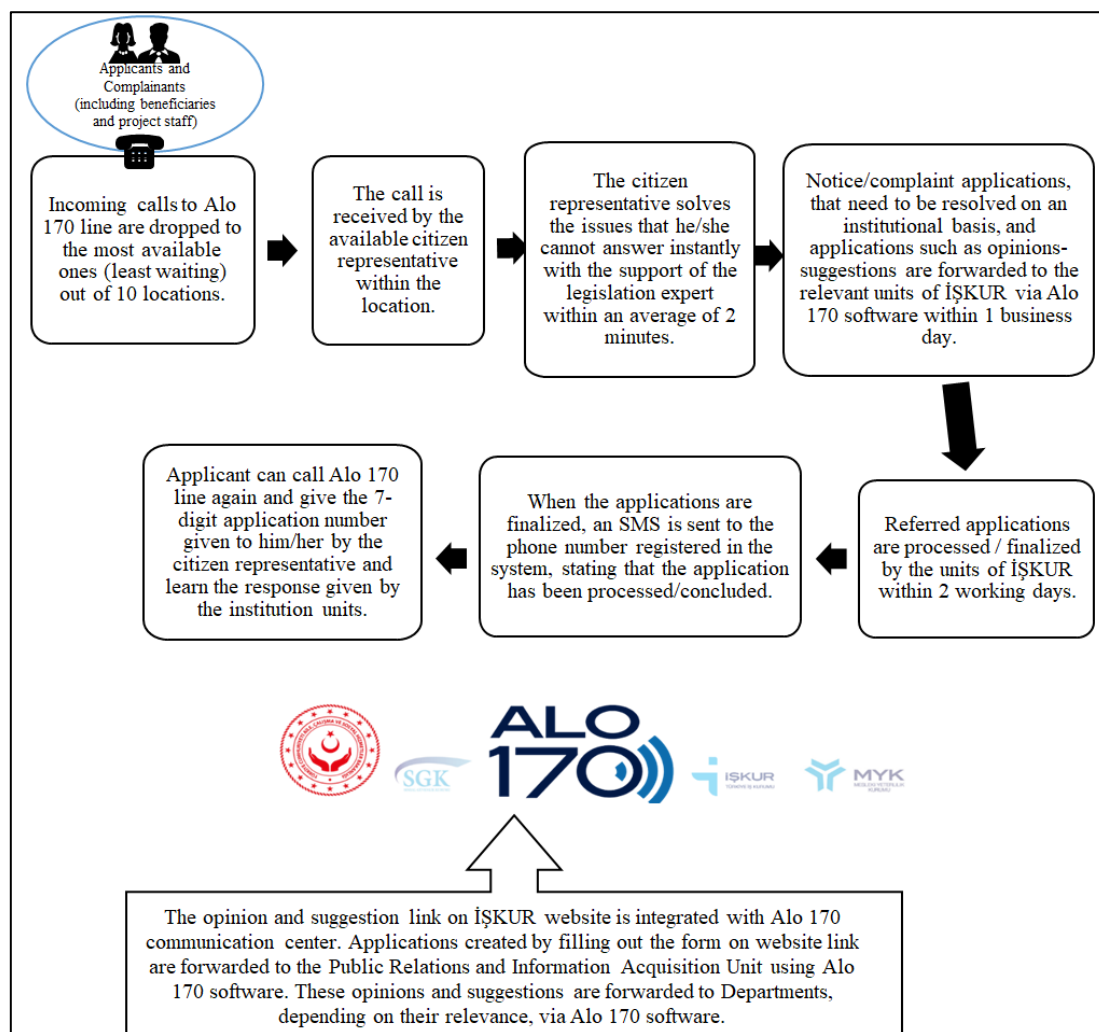 Applicants and
Complainants
(including beneficiaries
and project staff)
Incoming calls to Alo
170 line are dropped to
the most available
ones (least waiting)
out of 10 locations.
The call is
received by the
available citizen
representative
within the
location.
The citizen
representative solves
the issues that he/she
cannot answer instantly
with the support of the
legislation expert
within an average of 2
minutes.
Notice/complaint applications,
that need to be resolved on an
institutional basis, and
applications such as opinions-
suggestions are forwarded to the
relevant units of İŞKUR via Alo
170 software within 1 business
day.
Referred applications
are processed / finalized
by the units of İŞKUR
within 2 working days.
When the applications are
finalized, an SMS is sent to the
phone number registered in the
system, stating that the application
has been processed/concluded.
Applicant can call Alo 170
line again and give the 7-
digit application number
given to him/her by the
citizen representative and
learn the response given by
the institution units.
SGK
ALO
170
İŞKUR
TÜRKİYE İŞ KURUMU
MYK
MESLEKİ YETERLİLİK
KURUMU
The opinion and suggestion link on İŞKUR website is integrated with Alo 170
communication center. Applications created by filling out the form on website link
are forwarded to the Public Relations and Information Acquisition Unit using Alo
170 software. These opinions and suggestions are forwarded to Departments,
depending on their relevance, via Alo 170 software.